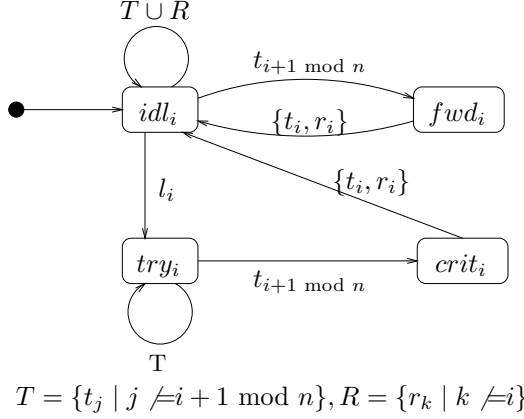 T ∪ R
t_{i+1 mod n}
idl_i
fwd_i
{t_i, r_i}
{t_i, r_i}
l_i
try_i
crit_i
t_{i+1 mod n}
T
T = {t_j | j ≠ i + 1 mod n}, R = {r_k | k ≠ i}